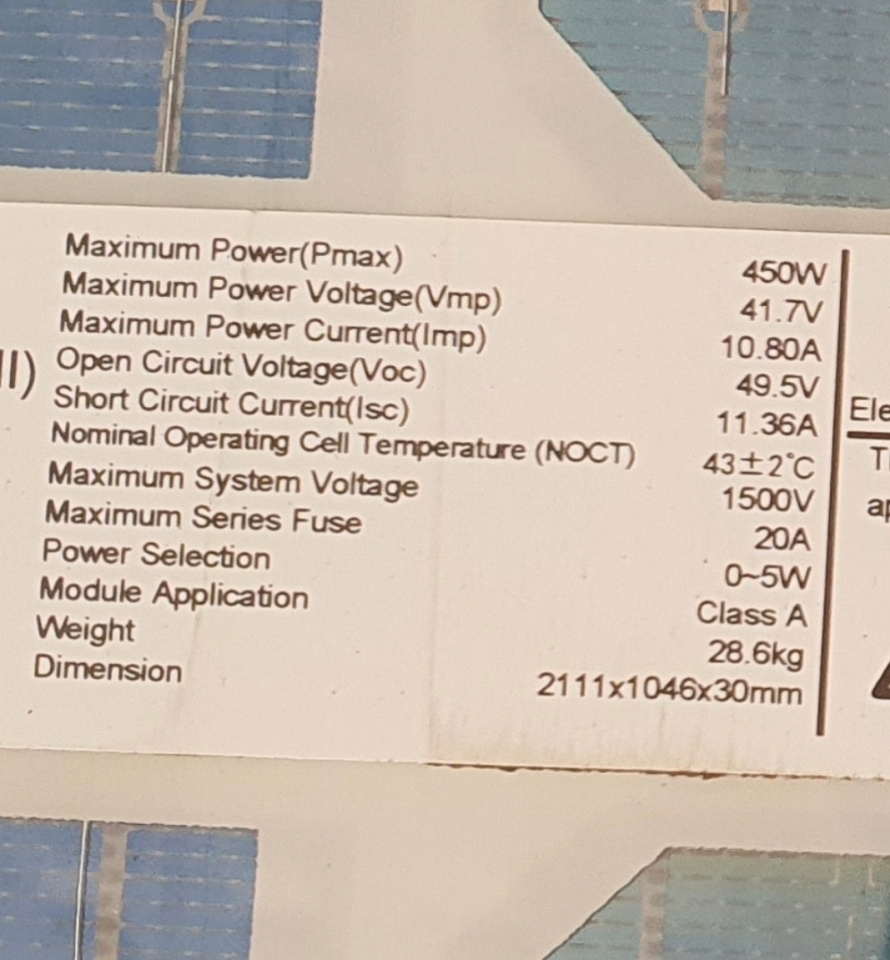 Maximum Power(Pmax) 450W
Maximum Power Voltage(Vmp) 41.7V
Maximum Power Current(Imp) 10.80A
Open Circuit Voltage(Voc) 49.5V
Short Circuit Current(Isc) 11.36A
Nominal Operating Cell Temperature (NOCT) 43±2°C
Maximum System Voltage 1500V
Maximum Series Fuse 20A
Power Selection 0~5W
Module Application Class A
Weight 28.6kg
Dimension 2111x1046x30mm